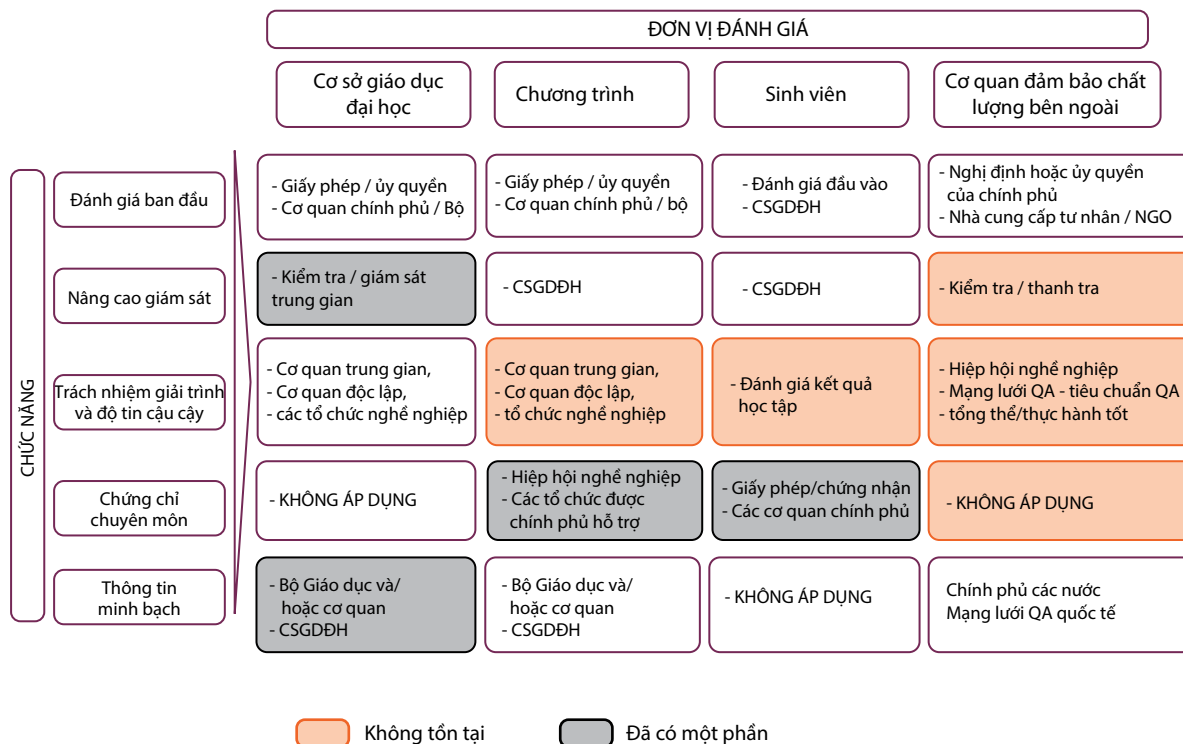 ĐƠN VỊ ĐÁNH GIÁ
Cơ sở giáo dục
đại học
Chương trình
Sinh viên
Cơ quan đảm bảo chất
lượng bên ngoài
CHỨC NĂNG
Đánh giá ban đầu
- Giấy phép / ủy quyền
- Cơ quan chính phủ / Bộ
- Giấy phép / ủy quyền
- Cơ quan chính phủ / bộ
- Đánh giá đầu vào
- CSGDĐH
- Nghị định hoặc ủy quyền
của chính phủ
- Nhà cung cấp tư nhân / NGO
Nâng cao giám sát
- Kiểm tra / giám sát
trung gian
- CSGDĐH
- CSGDĐH
- Kiểm tra / thanh tra
Trách nhiệm giải trình
và độ tin cậu cậy
- Cơ quan trung gian,
- Cơ quan độc lập,
- các tổ chức nghề nghiệp
- Cơ quan trung gian,
- Cơ quan độc lập,
- tổ chức nghề nghiệp
- Đánh giá kết quả
học tập
- Hiệp hội nghề nghiệp
- Mạng lưới QA - tiêu chuẩn QA
- tổng thể/thực hành tốt
Chứng chỉ
chuyên môn
- KHÔNG ÁP DỤNG
- Hiệp hội nghề nghiệp
- Các tổ chức được
chính phủ hỗ trợ
- Giấy phép/chứng nhận
- Các cơ quan chính phủ
- KHÔNG ÁP DỤNG
Thông tin
minh bạch
- Bộ Giáo dục và/
hoặc cơ quan
- CSGDĐH
- Bộ Giáo dục và/
hoặc cơ quan
- CSGDĐH
- KHÔNG ÁP DỤNG
Chính phủ các nước
Mạng lưới QA quốc tế
Không tồn tại
Đã có một phần